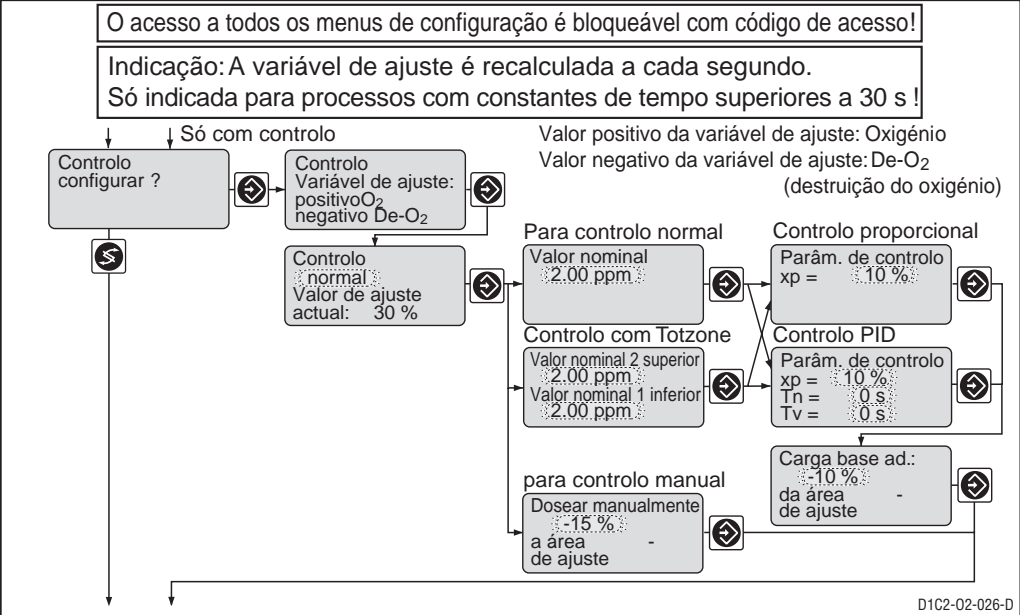 O acesso a todos os menus de configuração é bloqueável com código de acesso!
Indicação: A variável de ajuste é recalculada a cada segundo.
Só indicada para processos com constantes de tempo superiores a 30 s !
Só com controlo
Valor positivo da variável de ajuste: Oxigénio
Valor negativo da variável de ajuste: De-O₂
(destruição do oxigénio)
Controlo
configurar ?
Controlo
Variável de ajuste:
positivoO₂
negativo De-O₂
Controlo
normal
Valor de ajuste
actual: 30 %
Para controlo normal
Valor nominal
2.00 ppm
Controlo com Totzone
Valor nominal 2 superior
2.00 ppm
Valor nominal 1 inferior
2.00 ppm
para controlo manual
Dosear manualmente
-15 %
a área -
de ajuste
Controlo proporcional
Parâm. de controlo
xp = 10 %
Controlo PID
Parâm. de controlo
xp = 10 %
Tn = 0 s
Tv = 0 s
Carga base ad.:
-10 %
da área -
de ajuste
D1C2-O2-026-D